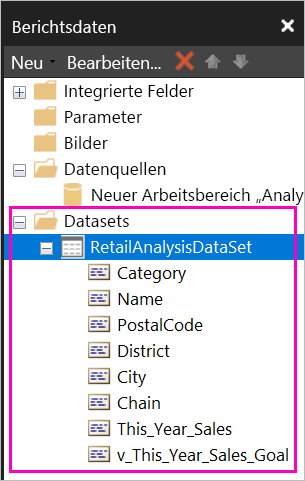 Berichtsdaten
Neu Bearbeiten...
Integrierte Felder
Parameter
Bilder
Datenquellen
Neuer Arbeitsbereich „Analy
Datasets
RetailAnalysisDataSet
Category
Name
PostalCode
District
City
Chain
This_Year_Sales
v_This_Year_Sales_Goal